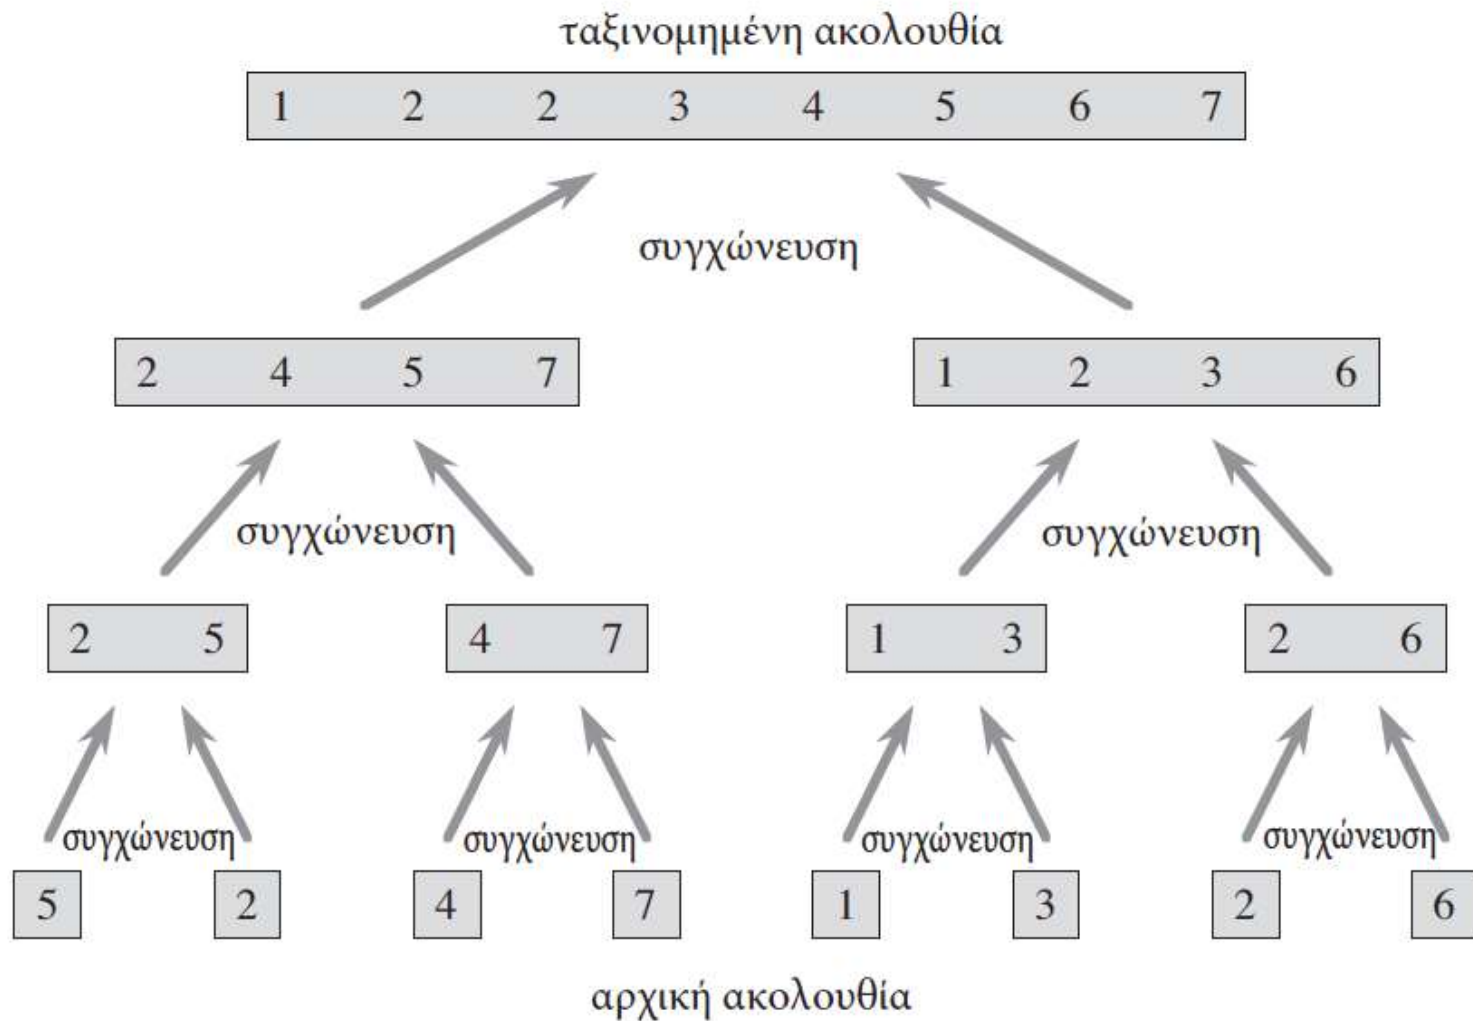 ταξινομημένη ακολουθία
1 2 2 3 4 5 6 7
συγχώνευση
2 4 5 7 1 2 3 6
συγχώνευση συγχώνευση
2 5 4 7 1 3 2 6
συγχώνευση συγχώνευση συγχώνευση συγχώνευση
5 2 4 7 1 3 2 6
αρχική ακολουθία